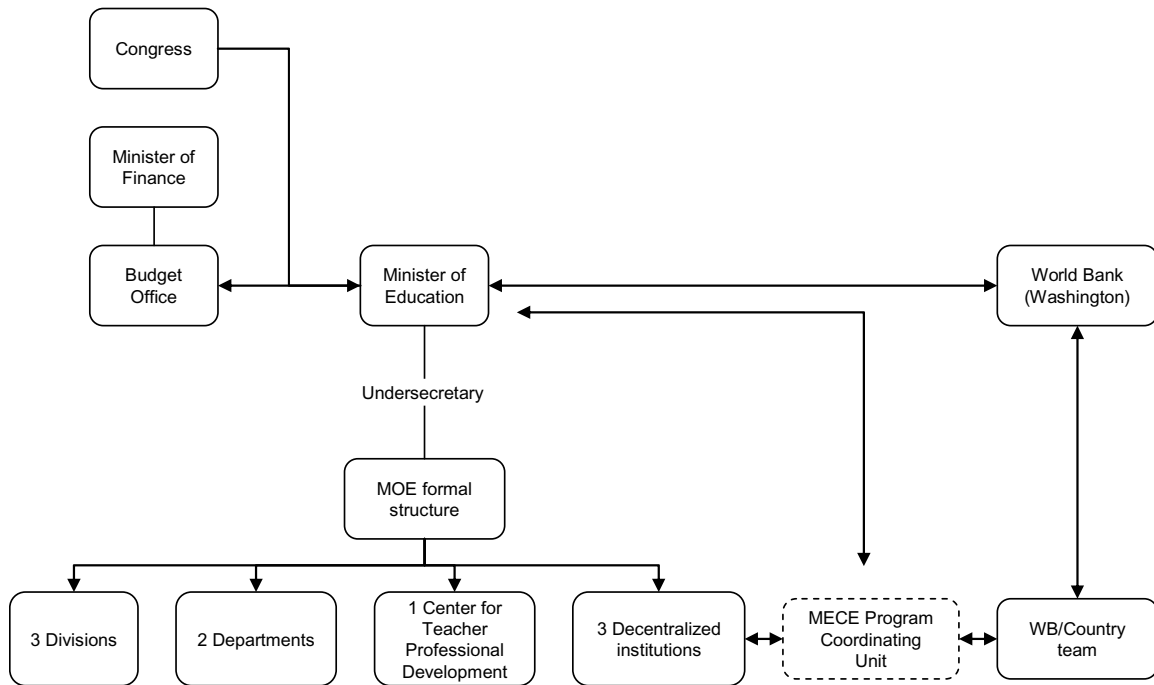 Congress
Minister of
Finance
Budget
Office
Minister of
Education
World Bank
(Washington)
Undersecretary
MOE formal
structure
3 Divisions
2 Departments
1 Center for
Teacher
Professional
Development
3 Decentralized
institutions
MECE Program
Coordinating
Unit
WB/Country
team